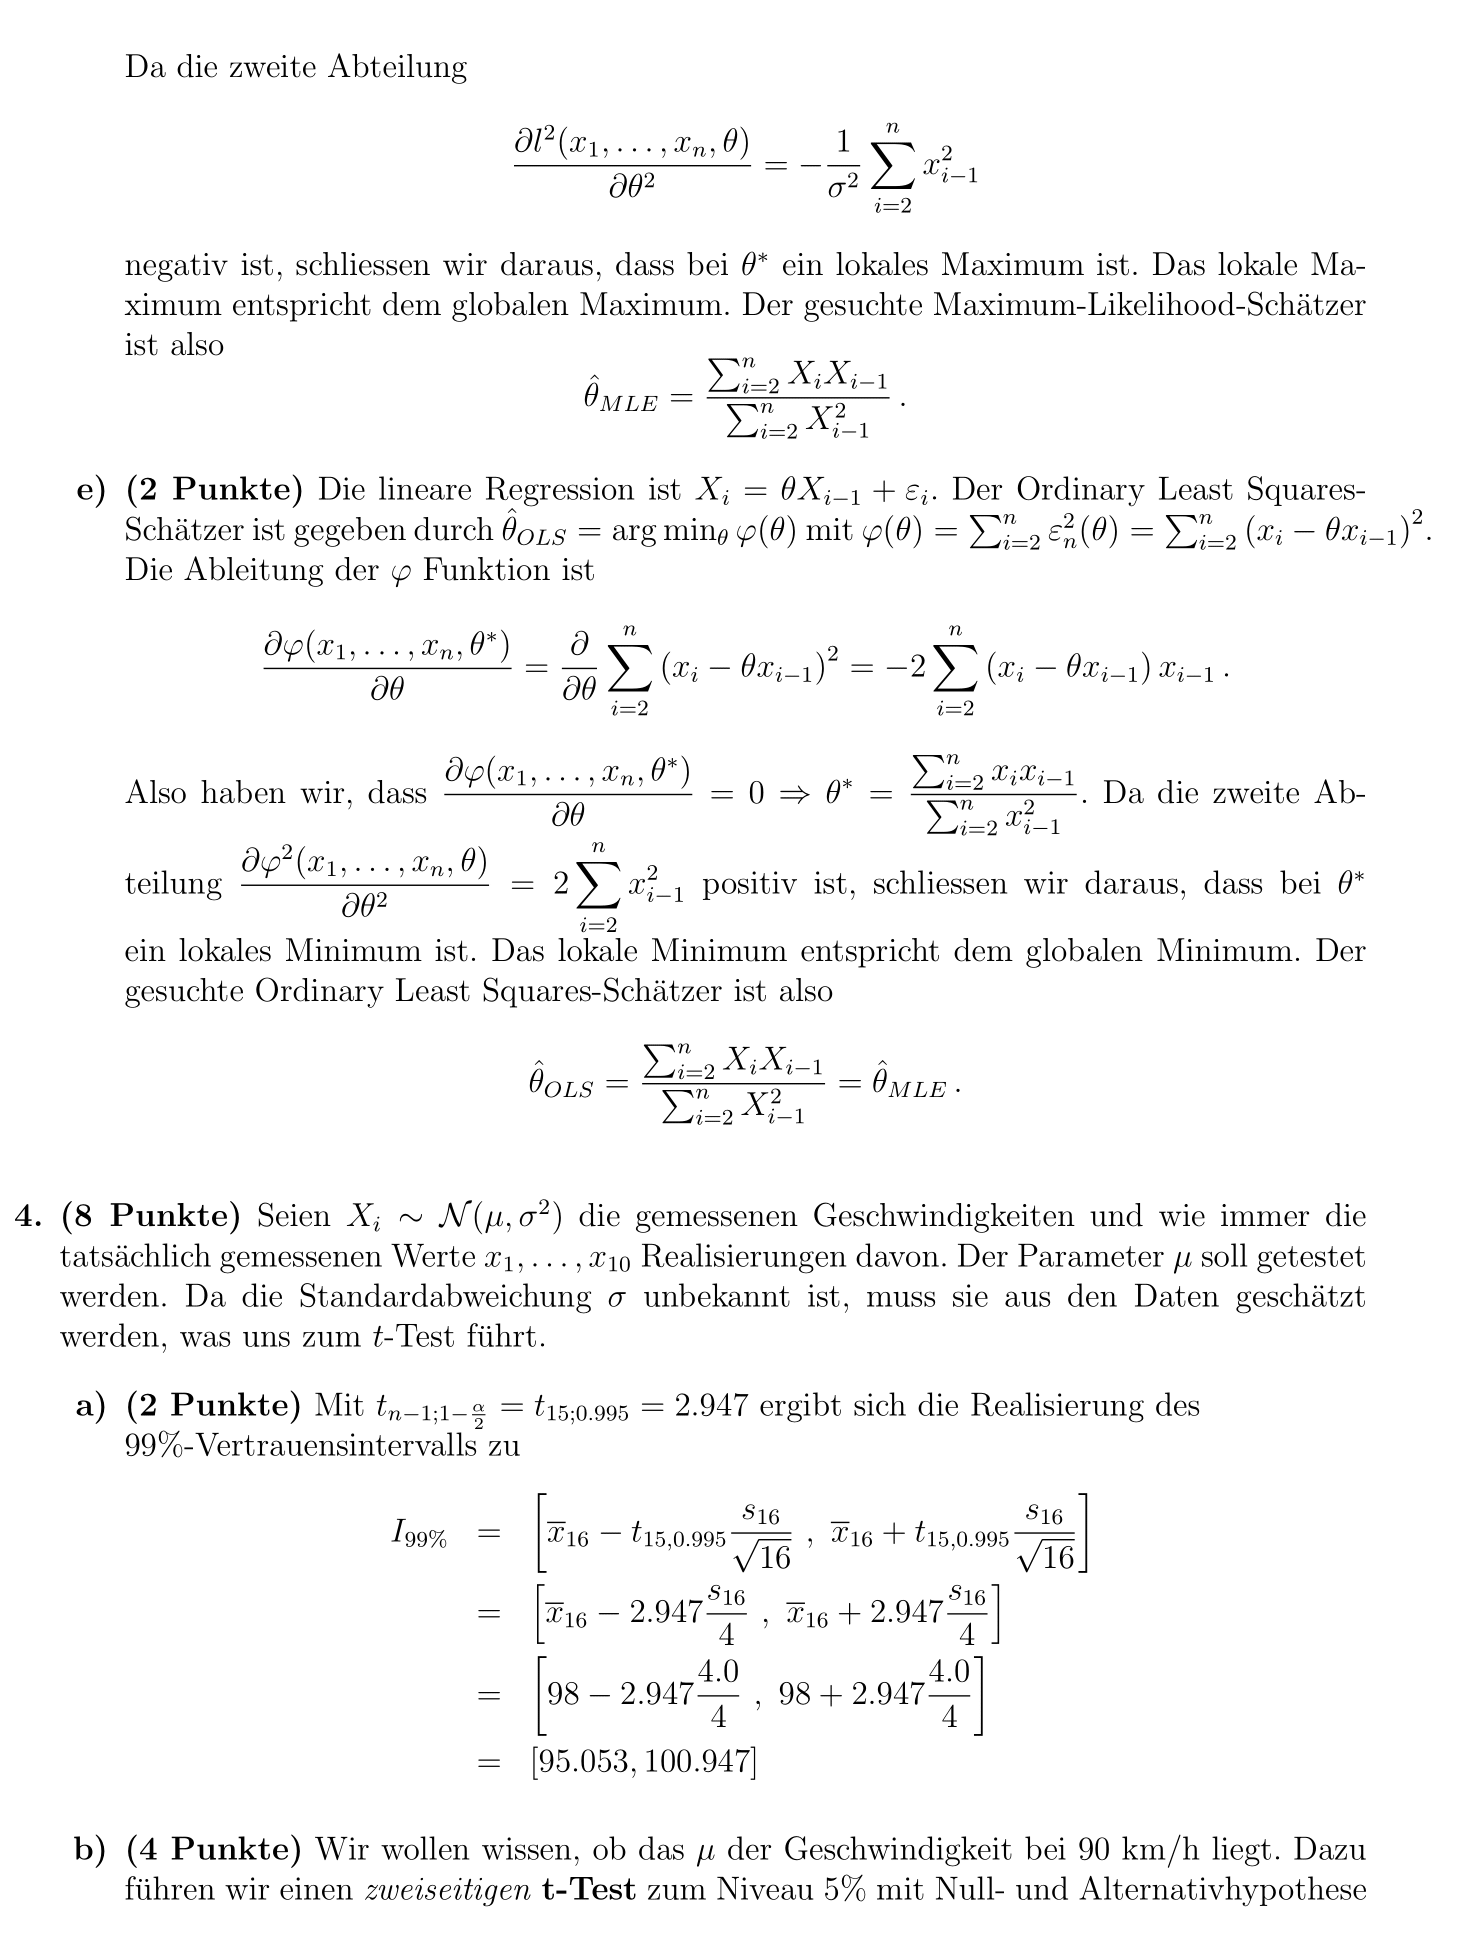 Da die zweite Abteilung
$$\frac{\partial l^2(x_1, \ldots, x_n, \theta)}{\partial \theta^2} = -\frac{1}{\sigma^2} \sum_{i=2}^{n} x_{i-1}^2$$
negativ ist, schliessen wir daraus, dass bei $\theta^*$ ein lokales Maximum ist. Das lokale Ma-
ximum entspricht dem globalen Maximum. Der gesuchte Maximum-Likelihood-Schätzer
ist also
$$\hat{\theta}_{MLE} = \frac{\sum_{i=2}^{n} X_i X_{i-1}}{\sum_{i=2}^{n} X_{i-1}^2} .$$
e) (2 Punkte) Die lineare Regression ist $X_i = \theta X_{i-1} + \varepsilon_i$. Der Ordinary Least Squares-
Schätzer ist gegeben durch $\hat{\theta}_{OLS} = \arg\min_\theta \varphi(\theta)$ mit $\varphi(\theta) = \sum_{i=2}^{n} \varepsilon_n^2(\theta) = \sum_{i=2}^{n} (x_i - \theta x_{i-1})^2$.
Die Ableitung der $\varphi$ Funktion ist
$$\frac{\partial \varphi(x_1, \ldots, x_n, \theta^*)}{\partial \theta} = \frac{\partial}{\partial \theta} \sum_{i=2}^{n} (x_i - \theta x_{i-1})^2 = -2 \sum_{i=2}^{n} (x_i - \theta x_{i-1}) x_{i-1} .$$
Also haben wir, dass $\frac{\partial \varphi(x_1, \ldots, x_n, \theta^*)}{\partial \theta} = 0 \Rightarrow \theta^* = \frac{\sum_{i=2}^{n} x_i x_{i-1}}{\sum_{i=2}^{n} x_{i-1}^2}$. Da die zweite Ab-
teilung $\frac{\partial \varphi^2(x_1, \ldots, x_n, \theta)}{\partial \theta^2} = 2 \sum_{i=2}^{n} x_{i-1}^2$ positiv ist, schliessen wir daraus, dass bei $\theta^*$
ein lokales Minimum ist. Das lokale Minimum entspricht dem globalen Minimum. Der
gesuchte Ordinary Least Squares-Schätzer ist also
$$\hat{\theta}_{OLS} = \frac{\sum_{i=2}^{n} X_i X_{i-1}}{\sum_{i=2}^{n} X_{i-1}^2} = \hat{\theta}_{MLE} .$$
4. (8 Punkte) Seien $X_i \sim \mathcal{N}(\mu, \sigma^2)$ die gemessenen Geschwindigkeiten und wie immer die
tatsächlich gemessenen Werte $x_1, \ldots, x_{10}$ Realisierungen davon. Der Parameter $\mu$ soll getestet
werden. Da die Standardabweichung $\sigma$ unbekannt ist, muss sie aus den Daten geschätzt
werden, was uns zum $t$-Test führt.
a) (2 Punkte) Mit $t_{n-1;1-\frac{\alpha}{2}} = t_{15;0.995} = 2.947$ ergibt sich die Realisierung des
99%-Vertrauensintervalls zu
$$I_{99\%} = \left[ \overline{x}_{16} - t_{15,0.995} \frac{s_{16}}{\sqrt{16}} \ , \ \overline{x}_{16} + t_{15,0.995} \frac{s_{16}}{\sqrt{16}} \right]$$
$$= \left[ \overline{x}_{16} - 2.947 \frac{s_{16}}{4} \ , \ \overline{x}_{16} + 2.947 \frac{s_{16}}{4} \right]$$
$$= \left[ 98 - 2.947 \frac{4.0}{4} \ , \ 98 + 2.947 \frac{4.0}{4} \right]$$
$$= [95.053, 100.947]$$
b) (4 Punkte) Wir wollen wissen, ob das $\mu$ der Geschwindigkeit bei 90 km/h liegt. Dazu
führen wir einen zweiseitigen t-Test zum Niveau 5% mit Null- und Alternativhypothese